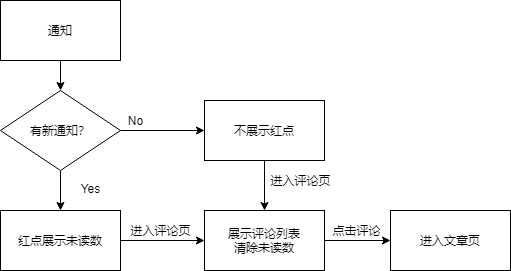 通知
有新通知?
No
不展示红点
进入评论页
Yes
红点展示未读数
进入评论页
展示评论列表
清除未读数
点击评论
进入文章页